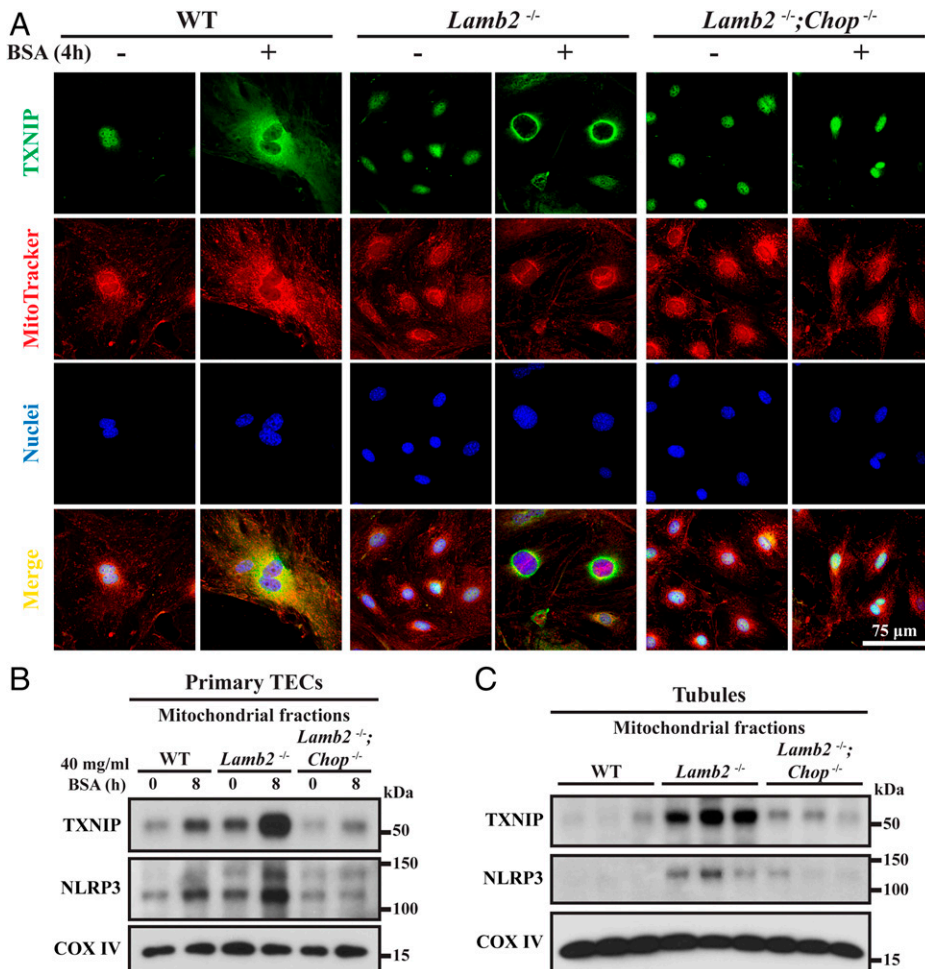 A
WT Lamb2 -/- Lamb2 -/-;Chop -/-
BSA (4h) - + - + - +
TXNIP
MitoTracker
Nuclei
Merge
75 µm
B
Primary TECs
Mitochondrial fractions
WT Lamb2 -/- Lamb2 -/-; Chop -/-
40 mg/ml
BSA (h) 0 8 0 8 0 8 kDa
TXNIP 50
NLRP3 150
100
COX IV 15
C
Tubules
Mitochondrial fractions
WT Lamb2 -/- Lamb2 -/-; Chop -/-
kDa
TXNIP 50
NLRP3 150
100
COX IV 15